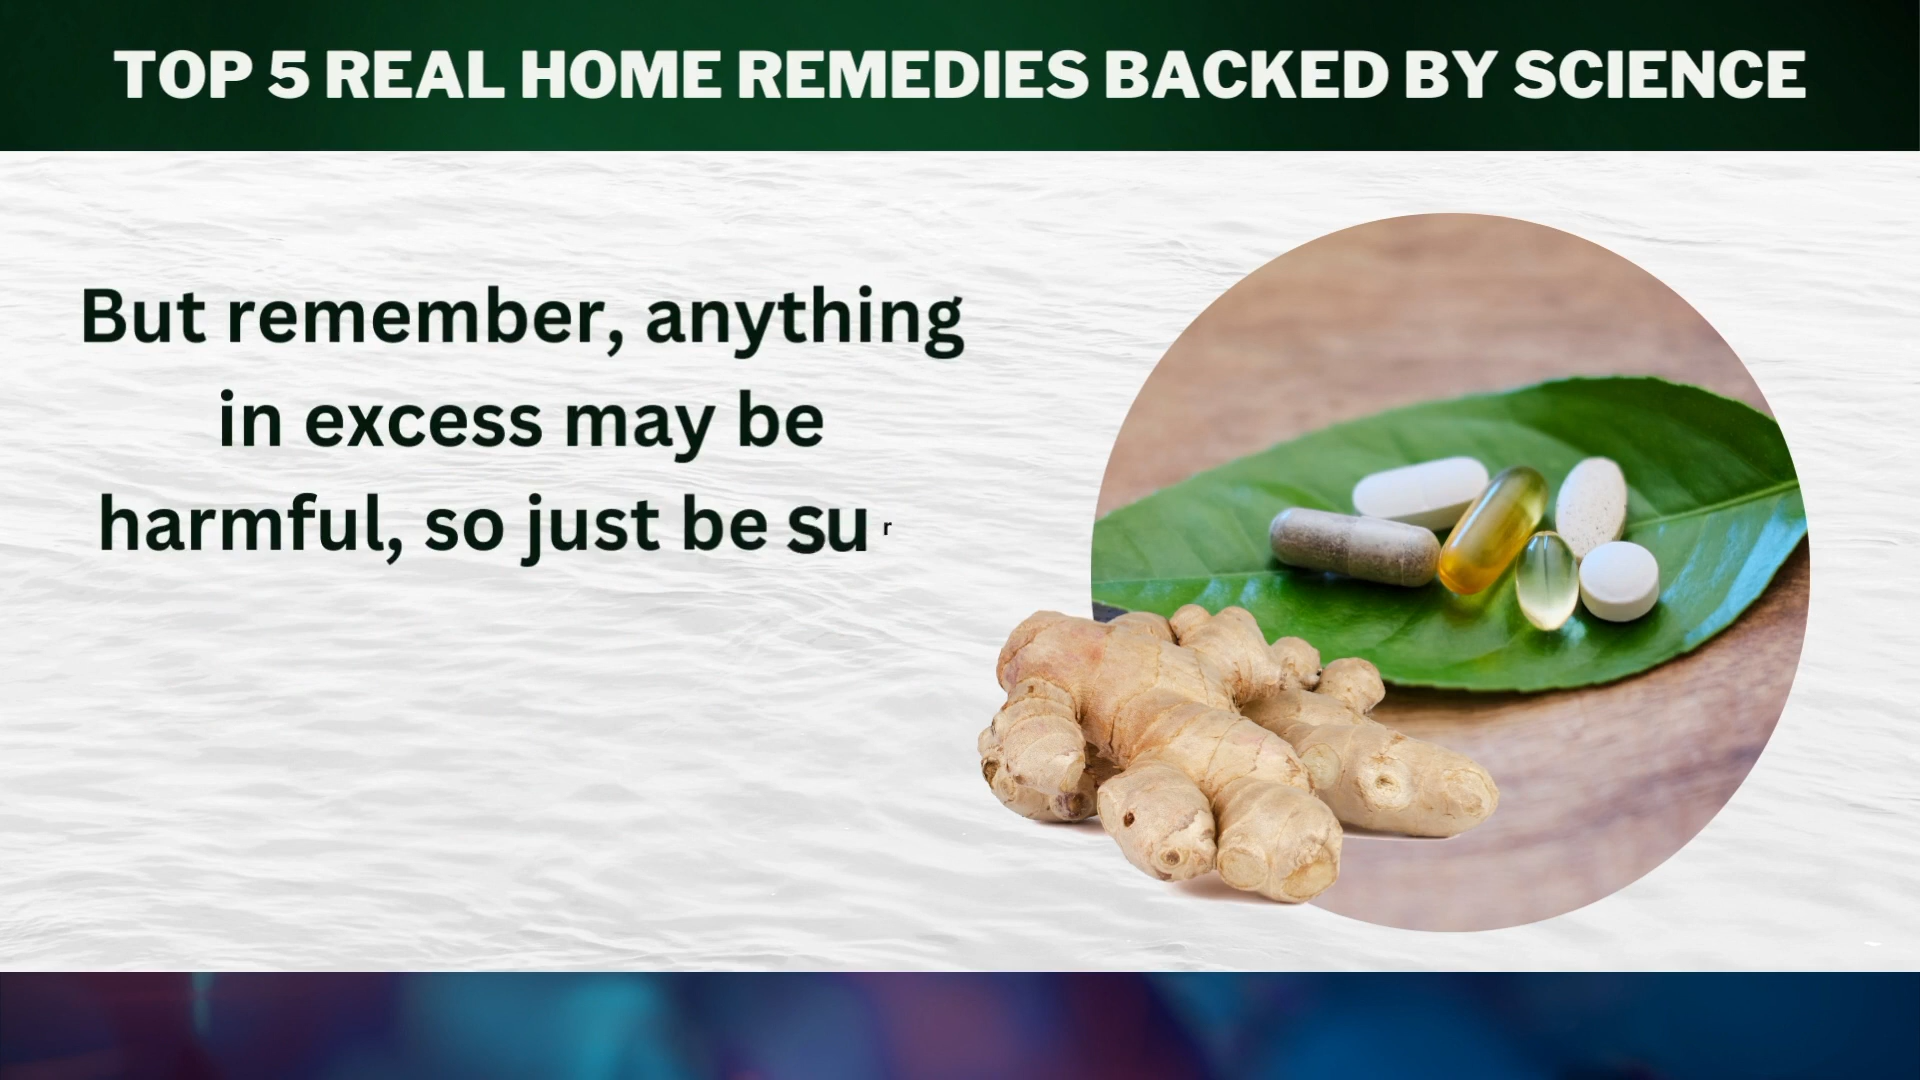 TOP 5 REAL HOME REMEDIES BACKED BY SCIENCE
But remember, anything
in excess may be
harmful, so just be su r